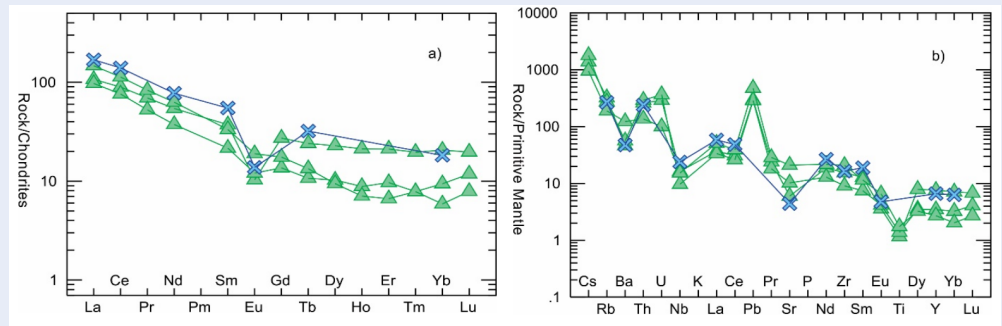 a)
Rock/Chondrites
100
10
1
La Ce Pr Nd Pm Sm Eu Gd Tb Dy Ho Er Tm Yb Lu
b)
Rock/Primitive Mantle
10000
1000
100
10
1
.1
Cs Rb Ba Th U Nb K La Ce Pb Pr Sr P Nd Zr Sm Eu Ti Dy Y Yb Lu